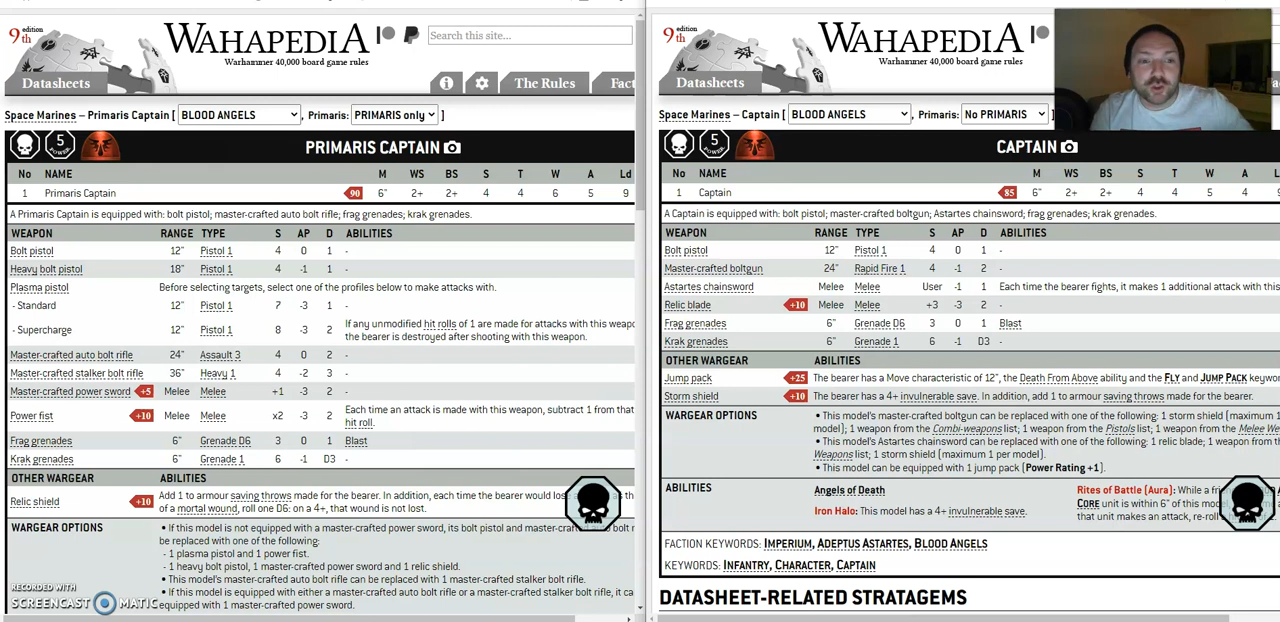 9th edition
WAHAPEDIA
Warhammer 40,000 board game rules
Search this site...
Datasheets
The Rules
Fact
Space Marines – Primaris Captain [ BLOOD ANGELS , Primaris: PRIMARIS only ]
5 POWER
PRIMARIS CAPTAIN
No NAME M WS BS S T W A Ld
1 Primaris Captain 90 6" 2+ 2+ 4 4 6 5 9
A Primaris Captain is equipped with: bolt pistol; master-crafted auto bolt rifle; frag grenades; krak grenades.
WEAPON RANGE TYPE S AP D ABILITIES
Bolt pistol 12" Pistol 1 4 0 1 -
Heavy bolt pistol 18" Pistol 1 4 -1 1 -
Plasma pistol Before selecting targets, select one of the profiles below to make attacks with.
- Standard 12" Pistol 1 7 -3 1 -
- Supercharge 12" Pistol 1 8 -3 2 If any unmodified hit rolls of 1 are made for attacks with this weapo
the bearer is destroyed after shooting with this weapon.
Master-crafted auto bolt rifle 24" Assault 3 4 0 2 -
Master-crafted stalker bolt rifle 36" Heavy 1 4 -2 3 -
Master-crafted power sword +5 Melee Melee +1 -3 2 -
Power fist +10 Melee Melee x2 -3 2 Each time an attack is made with this weapon, subtract 1 from that
hit roll.
Frag grenades 6" Grenade D6 3 0 1 Blast
Krak grenades 6" Grenade 1 6 -1 D3 -
OTHER WARGEAR ABILITIES
Relic shield +10 Add 1 to armour saving throws made for the bearer. In addition, each time the bearer would lose
of a mortal wound, roll one D6: on a 4+, that wound is not lost.
WARGEAR OPTIONS • If this model is not equipped with a master-crafted power sword, its bolt pistol and master-crafted auto bolt r
be replaced with one of the following:
- 1 plasma pistol and 1 power fist.
- 1 heavy bolt pistol, 1 master-crafted power sword and 1 relic shield.
• This model's master-crafted auto bolt rifle can be replaced with 1 master-crafted stalker bolt rifle.
• If this model is equipped with either a master-crafted auto bolt rifle or a master-crafted stalker bolt rifle, it ca
equipped with 1 master-crafted power sword.
RECORDED WITH
SCREENCAST MATIC
9th edition
WAHAPEDIA
Warhammer 40,000 board game rules
Datasheets
Space Marines – Captain [ BLOOD ANGELS , Primaris: No PRIMARIS ]
5 POWER
CAPTAIN
No NAME M WS BS S T W A L
1 Captain 85 6" 2+ 2+ 4 4 5 4
A Captain is equipped with: bolt pistol; master-crafted boltgun; Astartes chainsword; frag grenades; krak grenades.
WEAPON RANGE TYPE S AP D ABILITIES
Bolt pistol 12" Pistol 1 4 0 1 -
Master-crafted boltgun 24" Rapid Fire 1 4 -1 2 -
Astartes chainsword Melee Melee User -1 1 Each time the bearer fights, it makes 1 additional attack with this
Relic blade +10 Melee Melee +3 -3 2 -
Frag grenades 6" Grenade D6 3 0 1 Blast
Krak grenades 6" Grenade 1 6 -1 D3 -
OTHER WARGEAR ABILITIES
Jump pack +25 The bearer has a Move characteristic of 12", the Death From Above ability and the FLY and JUMP PACK keywo
Storm shield +10 The bearer has a 4+ invulnerable save. In addition, add 1 to armour saving throws made for the bearer.
WARGEAR OPTIONS • This model's master-crafted boltgun can be replaced with one of the following: 1 storm shield (maximum 1
model); 1 weapon from the Combi-weapons list; 1 weapon from the Pistols list; 1 weapon from the Melee We
• This model's Astartes chainsword can be replaced with one of the following: 1 relic blade; 1 weapon from the
Weapons list; 1 storm shield (maximum 1 per model).
• This model can be equipped with 1 jump pack (Power Rating +1).
ABILITIES Angels of Death Rites of Battle (Aura): While a fri
Iron Halo: This model has a 4+ invulnerable save. CORE unit is within 6" of this model
that unit makes an attack, re-roll
FACTION KEYWORDS: IMPERIUM, ADEPTUS ASTARTES, BLOOD ANGELS
KEYWORDS: INFANTRY, CHARACTER, CAPTAIN
DATASHEET-RELATED STRATAGEMS